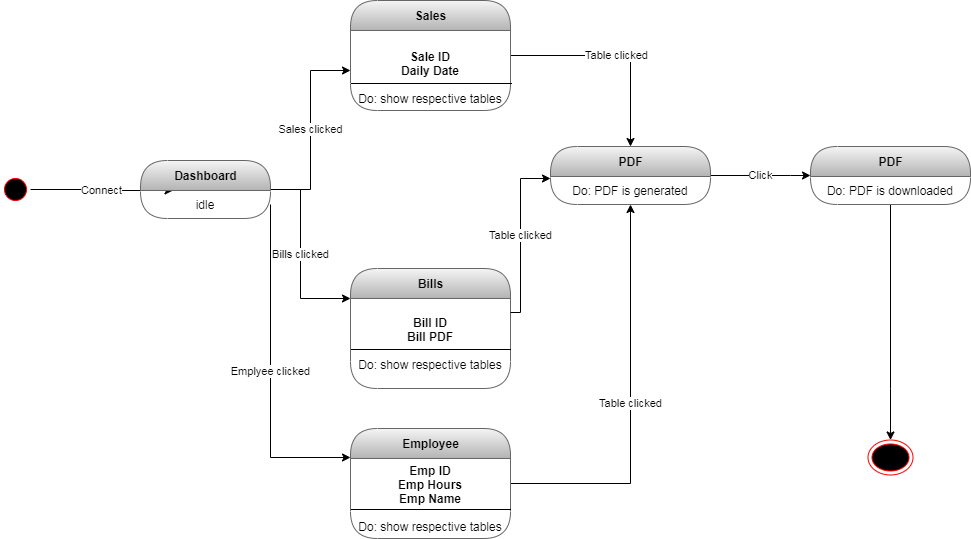 Sales
Sale ID
Daily Date
Do: show respective tables
Table clicked
Sales clicked
Connect
Dashboard
idle
PDF
Do: PDF is generated
Click
PDF
Do: PDF is downloaded
Table clicked
Bills clicked
Bills
Bill ID
Bill PDF
Do: show respective tables
Emplyee clicked
Table clicked
Employee
Emp ID
Emp Hours
Emp Name
Do: show respective tables